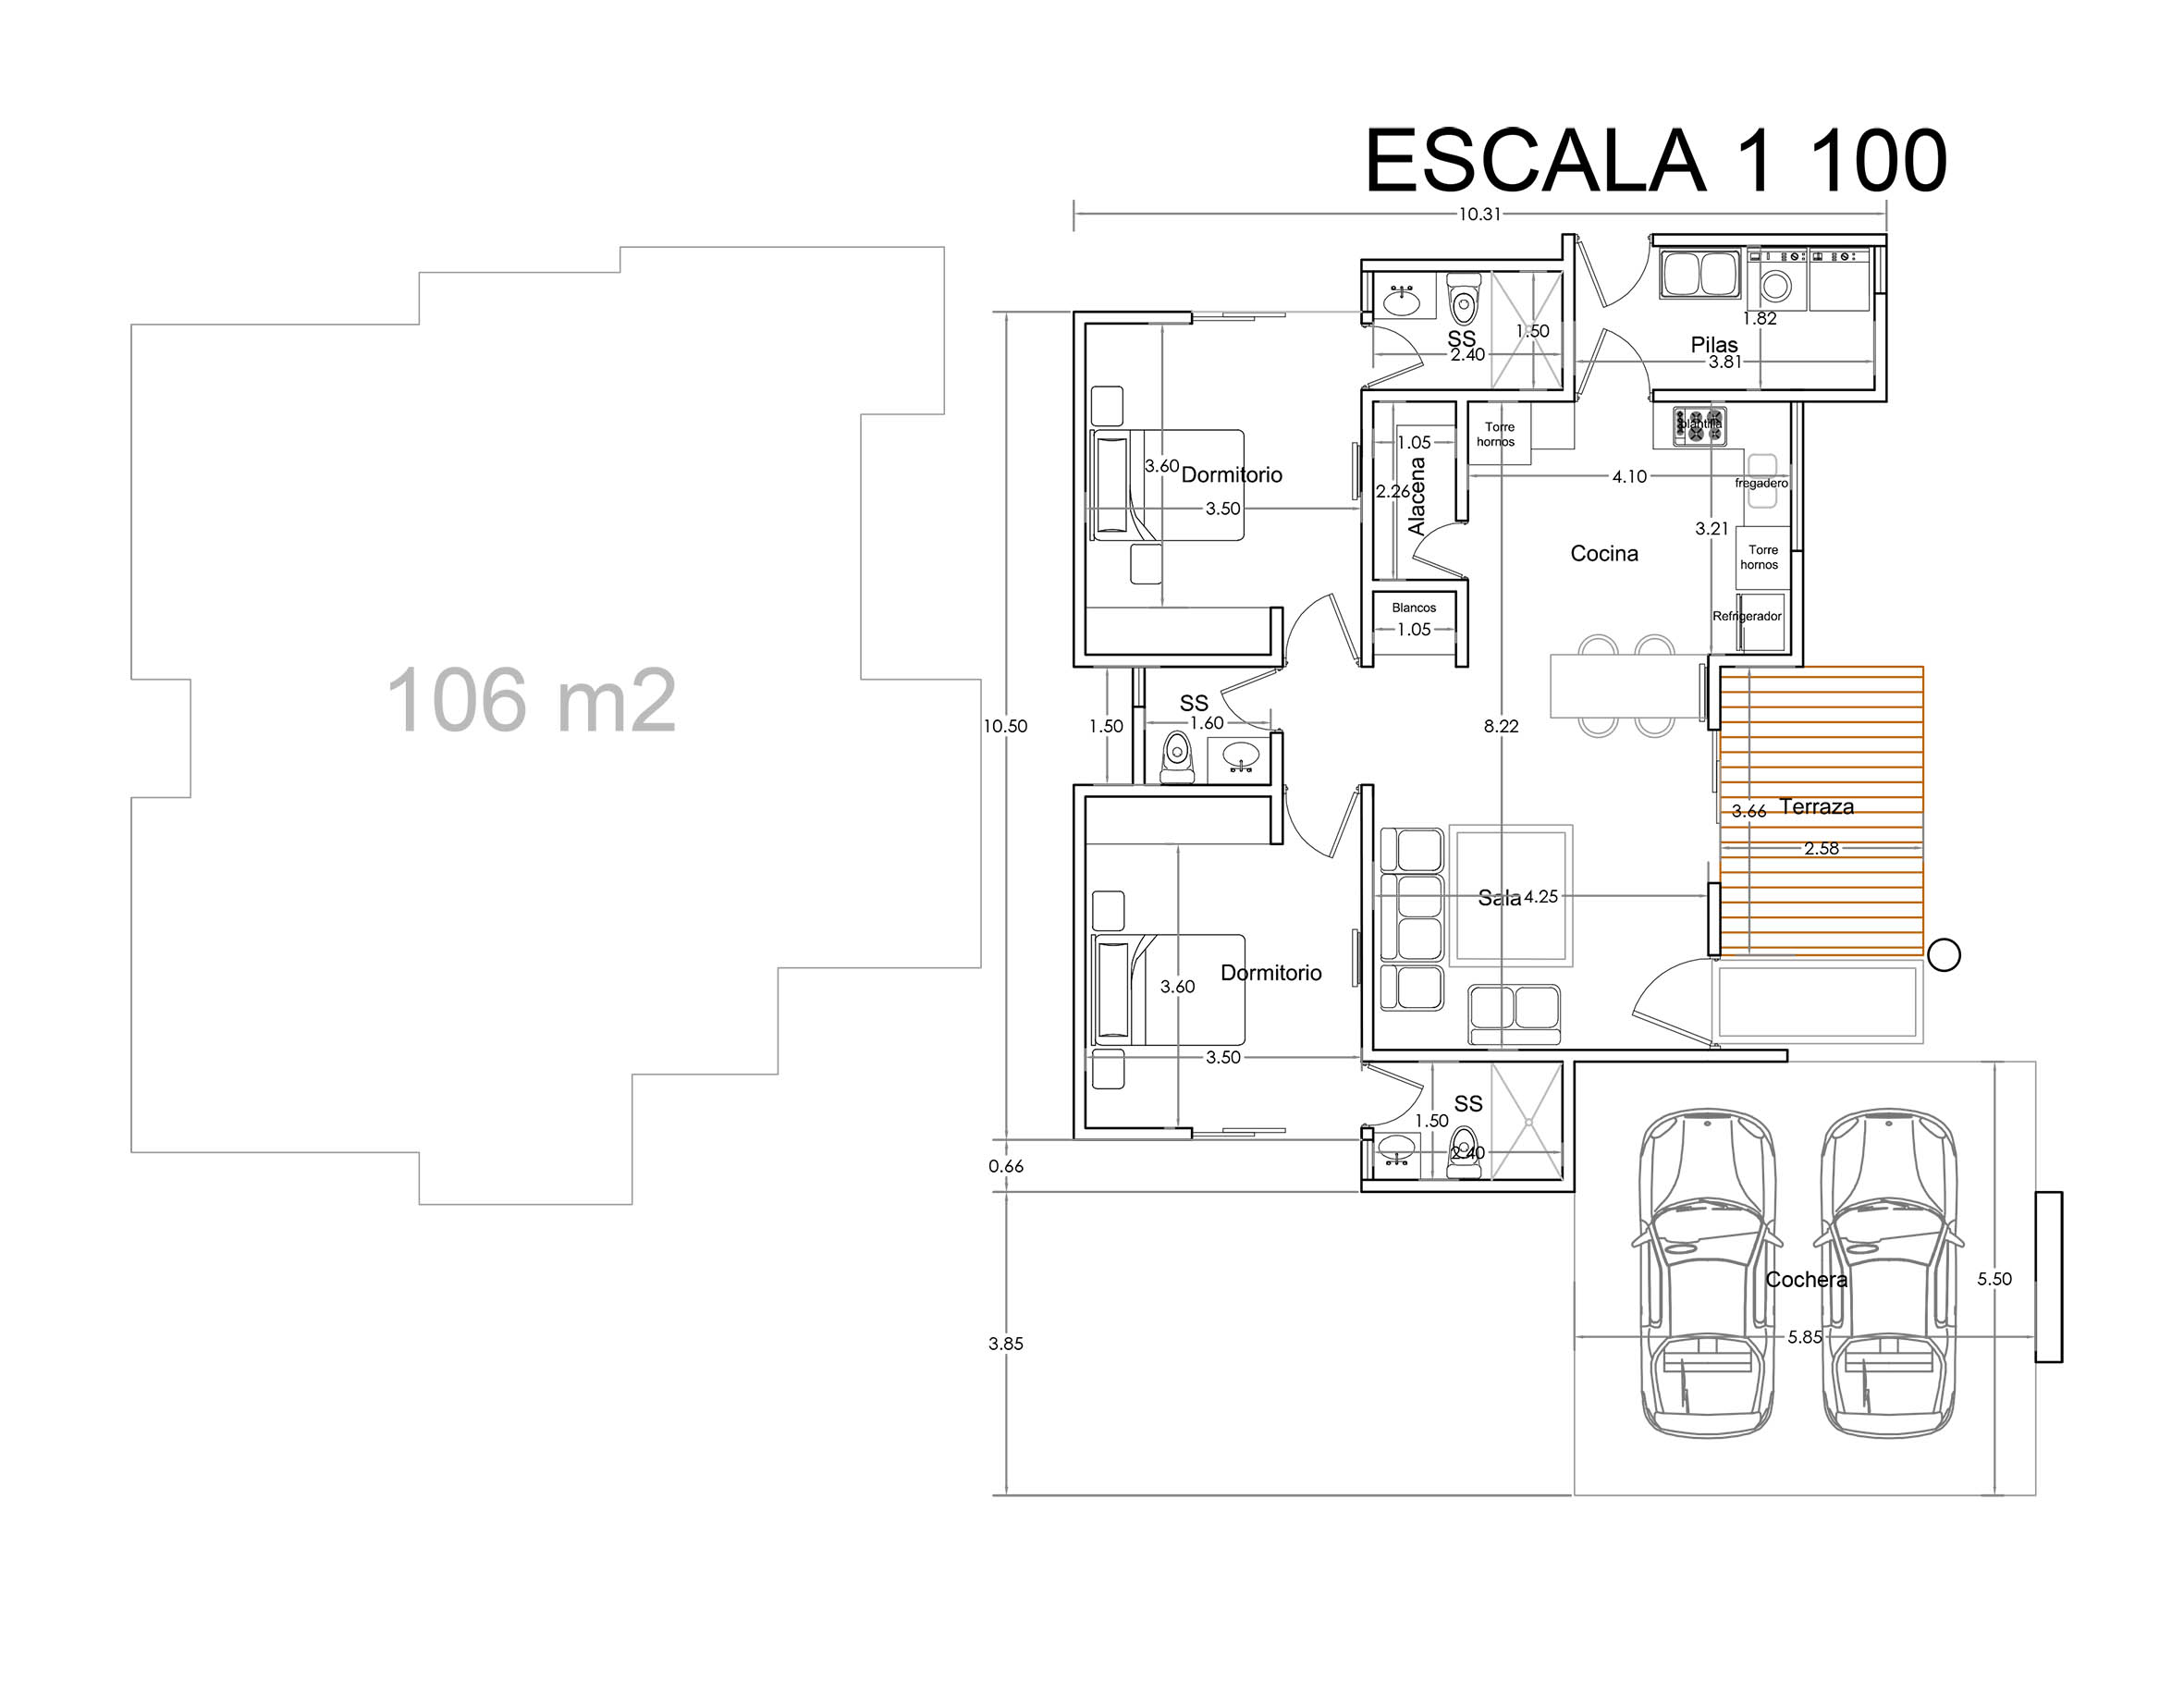 ESCALA 1 100
10.31
SS
2.40
1.50
1.82
Pilas
3.81
3.60
Dormitorio
3.50
1.05
2.26
Alacena
Torre
hornos
plantilla
4.10
fregadero
3.21
Cocina
Torre
hornos
Blancos
1.05
Refrigerador
106 m2
10.50
1.50
SS
1.60
8.22
3.66
Terraza
2.58
Sala
4.25
3.60
Dormitorio
3.50
SS
1.50
2.40
0.66
3.85
Cochera
5.50
5.85